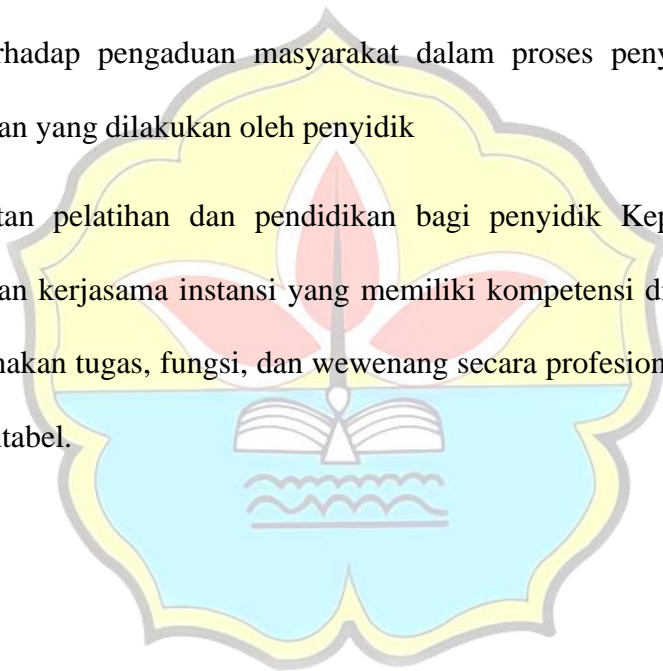 rhadap pengaduan masyarakat dalam proses peny
an yang dilakukan oleh penyidik
tan pelatihan dan pendidikan bagi penyidik Kep
an kerjasama instansi yang memiliki kompetensi d
nakan tugas, fungsi, dan wewenang secara profesion
tabel.